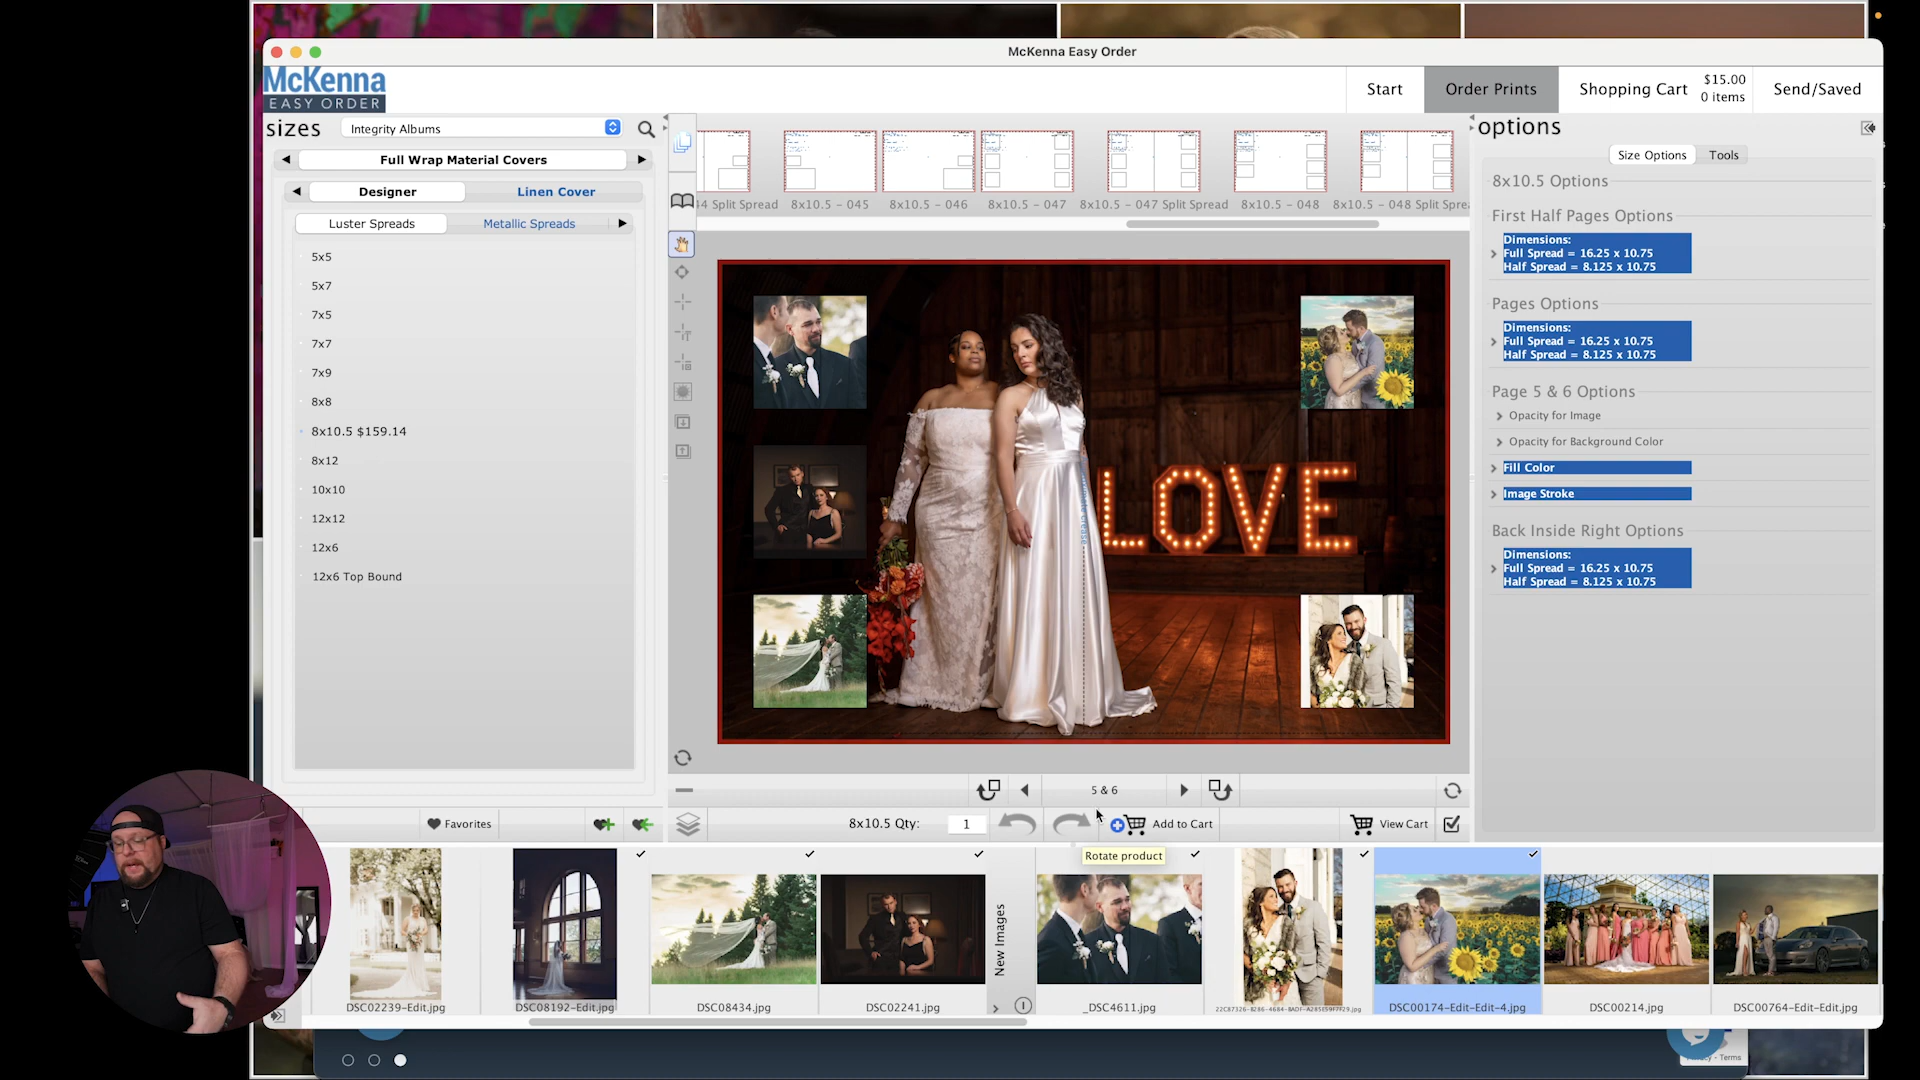 McKenna Easy Order
McKenna
EASY ORDER
Start
Order Prints
Shopping Cart
$15.00
0 items
Send/Saved
sizes
Integrity Albums
Full Wrap Material Covers
Designer
Linen Cover
Luster Spreads
Metallic Spreads
5x5
5x7
7x5
7x7
7x9
8x8
8x10.5 $159.14
8x12
10x10
12x12
12x6
12x6 Top Bound
Favorites
44 Split Spread
8x10.5 - 045
8x10.5 - 046
8x10.5 - 047
8x10.5 - 047 Split Spread
8x10.5 - 048
8x10.5 - 048 Split Sprea
LOVE
5 & 6
8x10.5 Qty:
1
Add to Cart
View Cart
Rotate product
options
Size Options
Tools
8x10.5 Options
First Half Pages Options
Dimensions:
Full Spread = 16.25 x 10.75
Half Spread = 8.125 x 10.75
Pages Options
Dimensions:
Full Spread = 16.25 x 10.75
Half Spread = 8.125 x 10.75
Page 5 & 6 Options
Opacity for Image
Opacity for Background Color
Fill Color
Image Stroke
Back Inside Right Options
Dimensions:
Full Spread = 16.25 x 10.75
Half Spread = 8.125 x 10.75
DSC02239-Edit.jpg
DSC08192-Edit.jpg
DSC08434.jpg
DSC02241.jpg
New Images
_DSC4611.jpg
DSC00174-Edit-Edit-4.jpg
DSC00214.jpg
DSC00764-Edit-Edit.jpg
- Terms